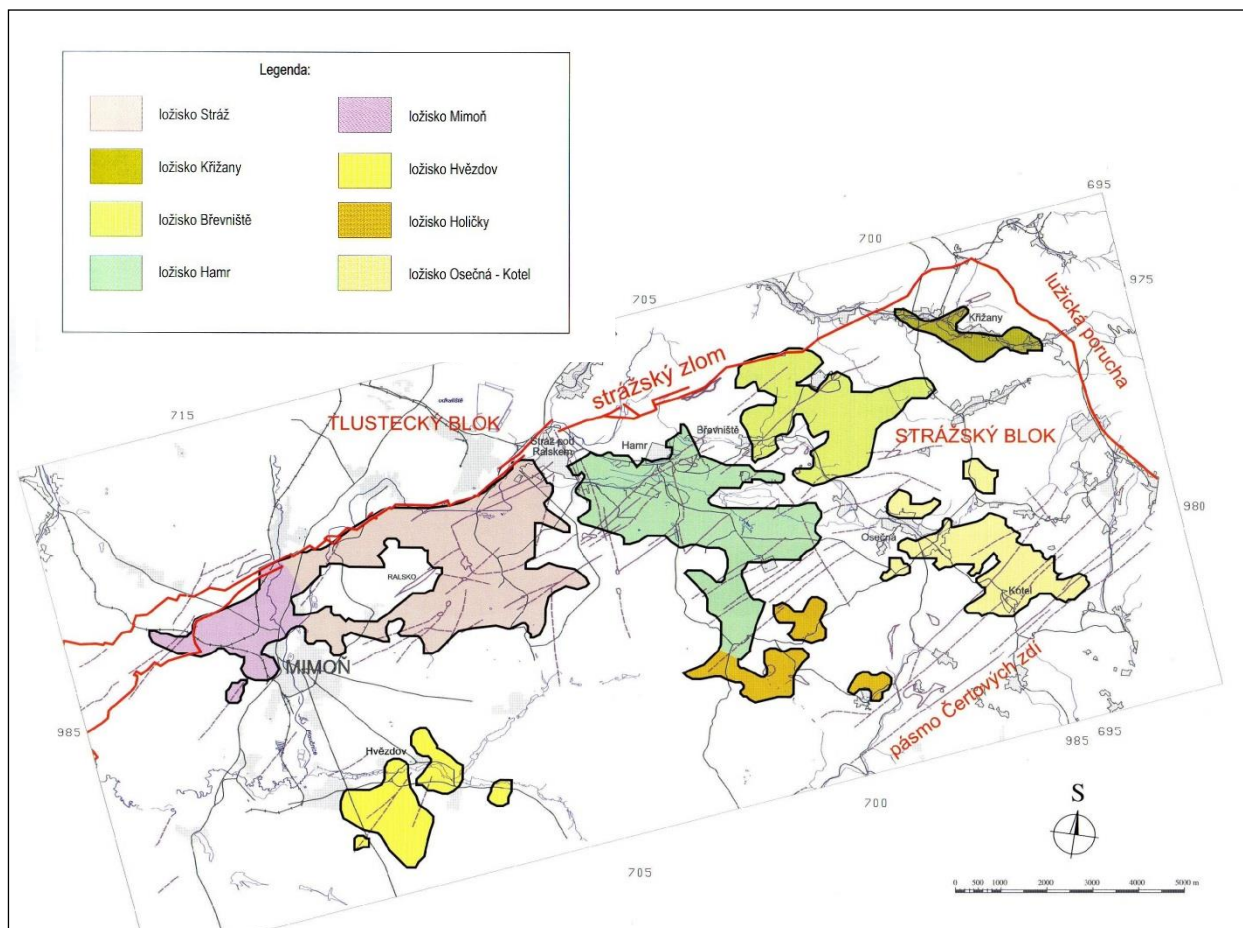 Legenda:
ložisko Stráž
ložisko Mimoň
ložisko Křižany
ložisko Hvězdov
ložisko Břevniště
ložisko Holičky
ložisko Hamr
ložisko Osečná - Kotel
695
700
975
705
Křižany
lužická porucha
strážský zlom
715
odkaliště
TLUSTECKÝ BLOK
Stráž pod
Ralskem
Hamr
Břevniště
STRÁŽSKÝ BLOK
980
Osečná
RALSKO
Kotel
MIMOŇ
pásmo Čertových zdí
985
985
695
Hvězdov
700
705
S
0 500 1000 2000 3000 4000 5000 m